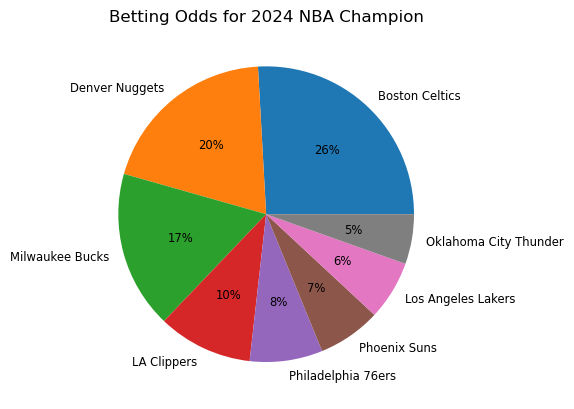 Betting Odds for 2024 NBA Champion
Denver Nuggets
Boston Celtics
20%
26%
Milwaukee Bucks
17%
5%
Oklahoma City Thunder
6%
Los Angeles Lakers
10%
8%
7%
LA Clippers
Phoenix Suns
Philadelphia 76ers